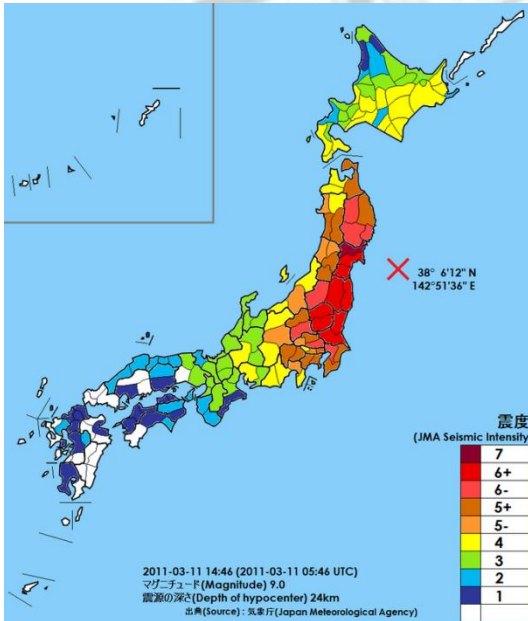 38° 6'12" N
142°51'36" E
震度
(JMA Seismic Intensity)
7
6+
6-
5+
5-
4
3
2
1
2011-03-11 14:46 (2011-03-11 05:46 UTC)
マグニチュード(Magnitude) 9.0
震源の深さ(Depth of hypocenter) 24km
出典(Source) : 気象庁(Japan Meteorological Agency)